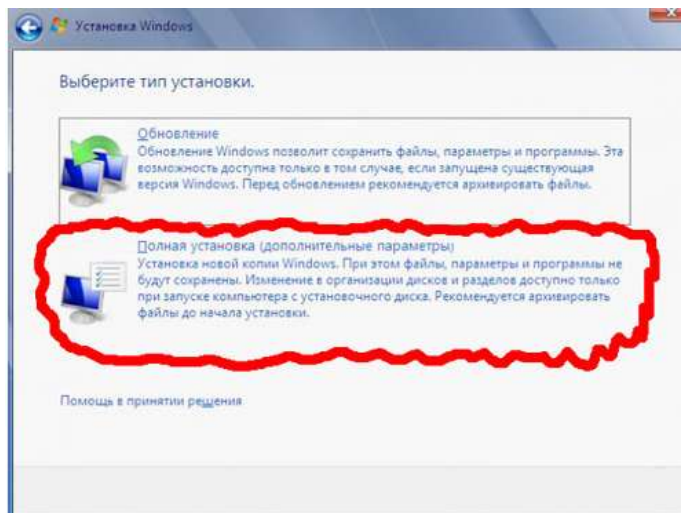 Установка Windows
Выберите тип установки.
Обновление
Обновление Windows позволит сохранить файлы, параметры и программы. Эта
возможность доступна только в том случае, если запущена существующая
версия Windows. Перед обновлением рекомендуется архивировать файлы.
Полная установка (дополнительные параметры)
Установка новой копии Windows. При этом файлы, параметры и программы не
будут сохранены. Изменение в организации дисков и разделов доступно только
при запуске компьютера с установочного диска. Рекомендуется архивировать
файлы до начала установки.
Помощь в принятии решения